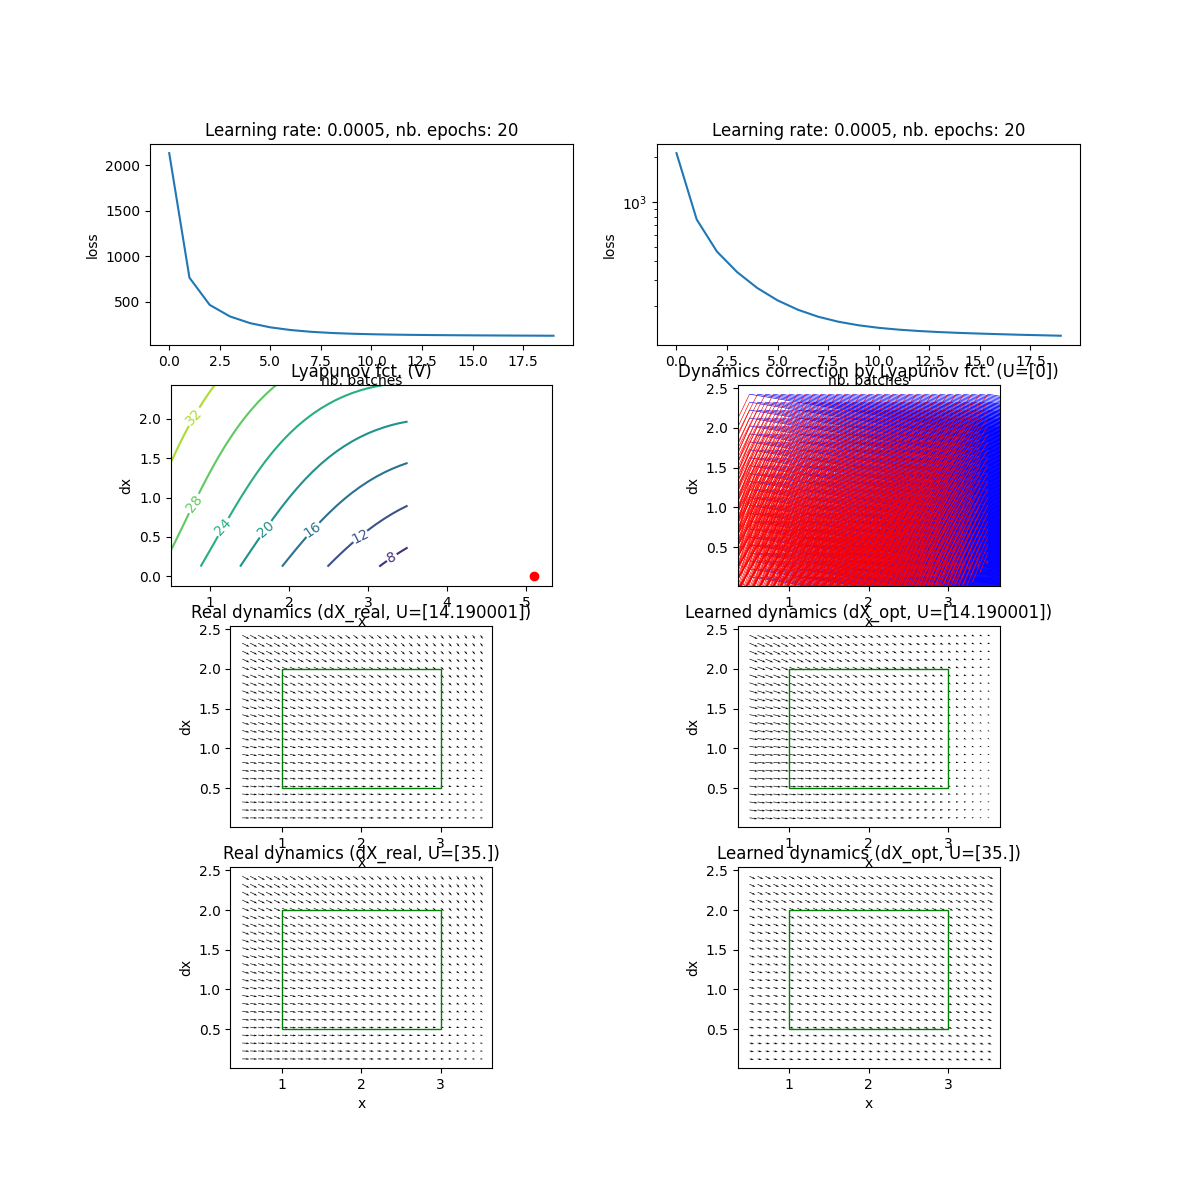 Learning rate: 0.0005, nb. epochs: 20
loss
2000
1500
1000
500
0.0 2.5 5.0 7.5 10.0 12.5 15.0 17.5
nb. batches
Learning rate: 0.0005, nb. epochs: 20
loss
10^3
0.0 2.5 5.0 7.5 10.0 12.5 15.0 17.5
nb. batches
Lyapunov fct. (V)
dx
2.0
1.5
1.0
0.5
0.0
32
28
24
20
16
12
8
1 2 3 4 5
x
Dynamics correction by Lyapunov fct. (U=[0])
dx
2.5
2.0
1.5
1.0
0.5
1 2 3
x
Real dynamics (dX_real, U=[14.190001])
dx
2.5
2.0
1.5
1.0
0.5
1 2 3
x
Learned dynamics (dX_opt, U=[14.190001])
dx
2.5
2.0
1.5
1.0
0.5
1 2 3
x
Real dynamics (dX_real, U=[35.])
dx
2.5
2.0
1.5
1.0
0.5
1 2 3
x
Learned dynamics (dX_opt, U=[35.])
dx
2.5
2.0
1.5
1.0
0.5
1 2 3
x